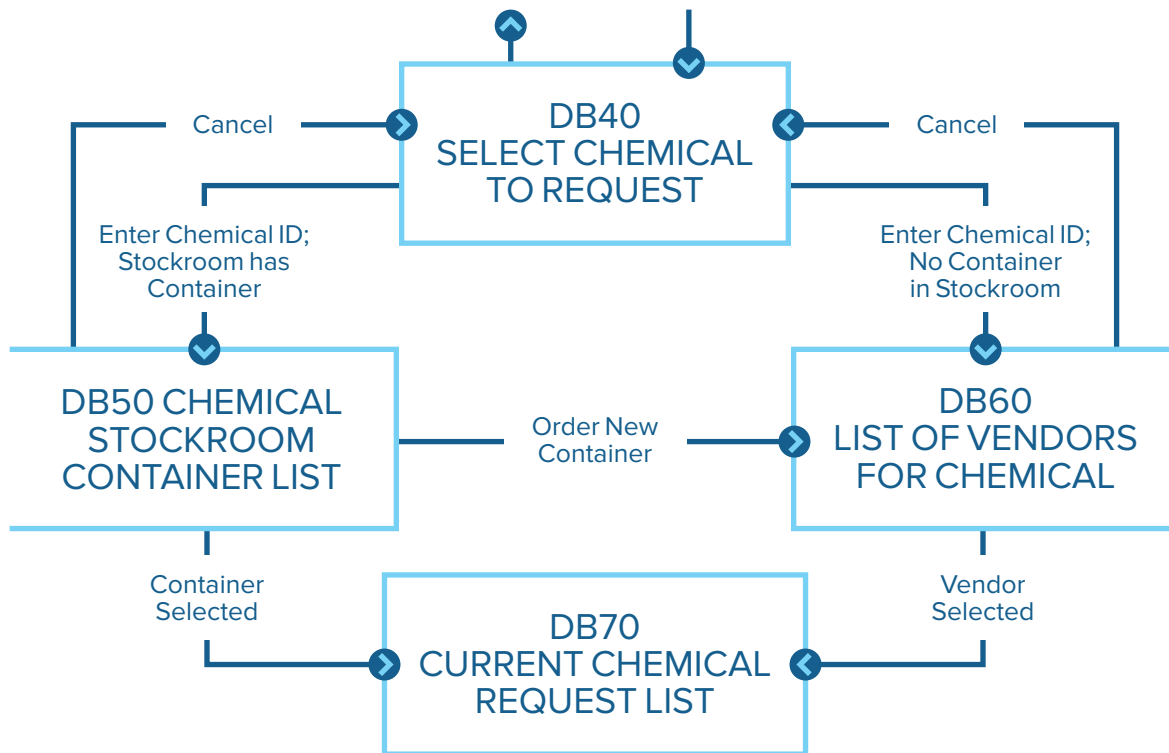 DB40
SELECT CHEMICAL
TO REQUEST
Cancel
Cancel
Enter Chemical ID;
Stockroom has
Container
Enter Chemical ID;
No Container
in Stockroom
DB50 CHEMICAL
STOCKROOM
CONTAINER LIST
Order New
Container
DB60
LIST OF VENDORS
FOR CHEMICAL
Container
Selected
Vendor
Selected
DB70
CURRENT CHEMICAL
REQUEST LIST